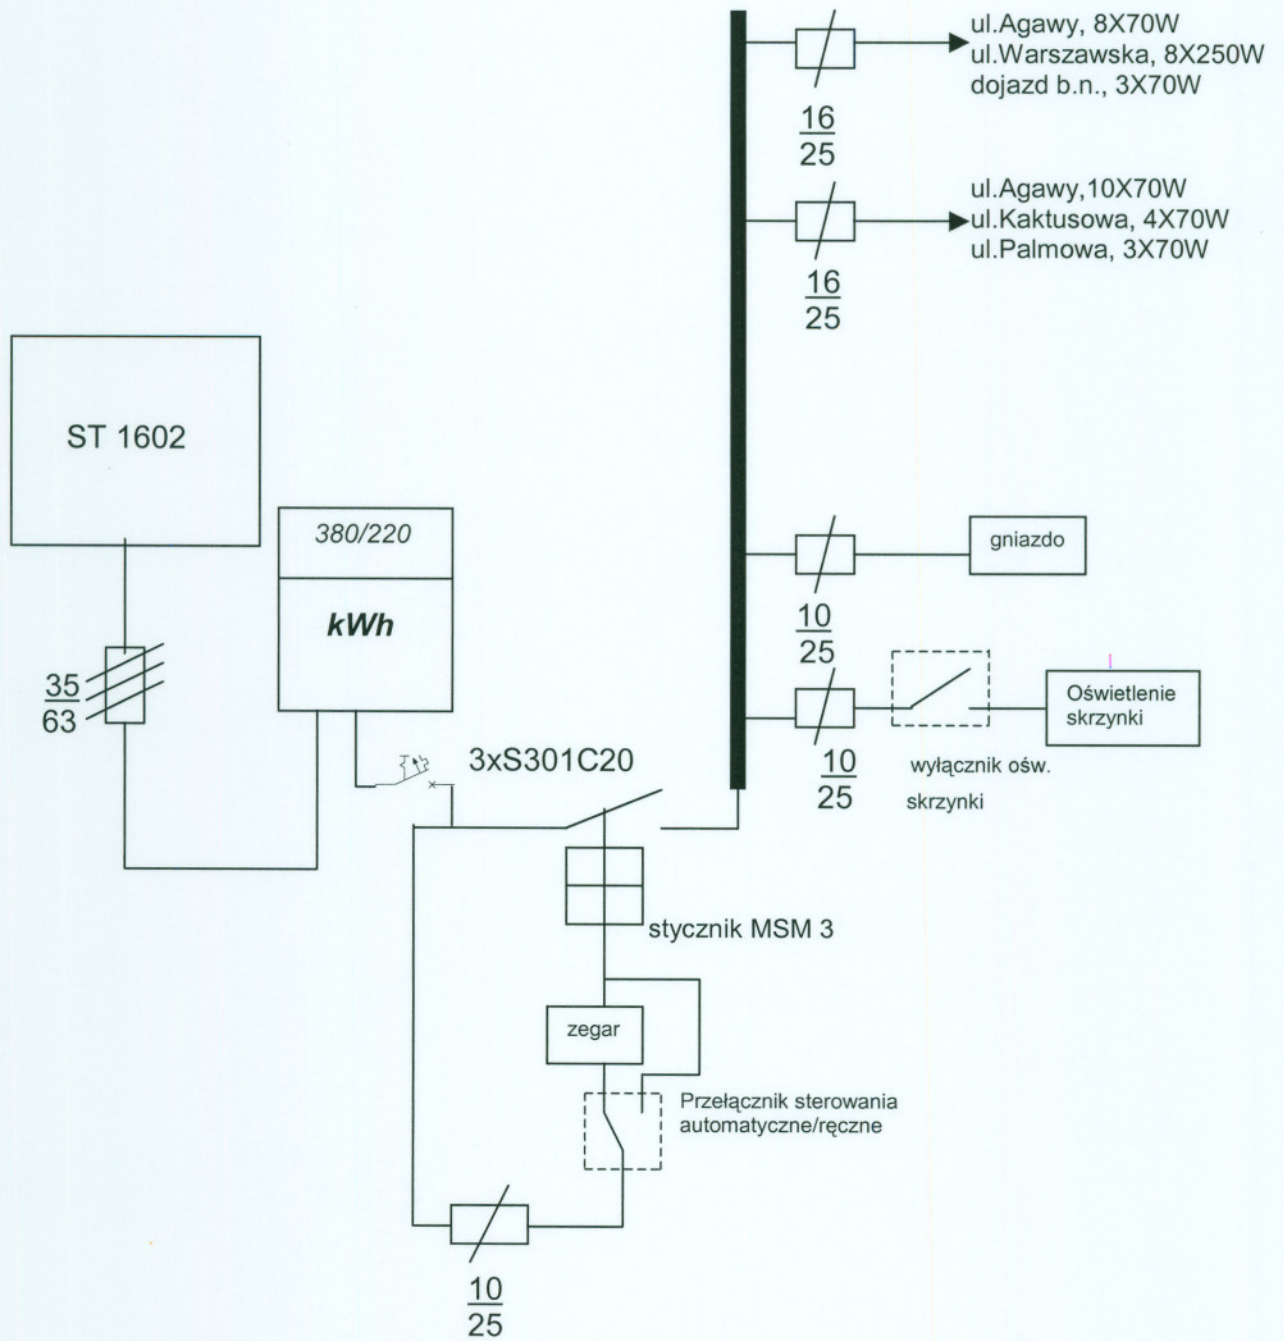 ul.Agawy, 8X70W
ul.Warszawska, 8X250W
dojazd b.n., 3X70W
16
25
ul.Agawy,10X70W
ul.Kaktusowa, 4X70W
ul.Palmowa, 3X70W
16
25
ST 1602
380/220
kWh
gniazdo
10
25
35
63
Oświetlenie
skrzynki
10
25
wyłącznik ośw.
skrzynki
3xS301C20
stycznik MSM 3
zegar
Przełącznik sterowania
automatyczne/ręczne
10
25